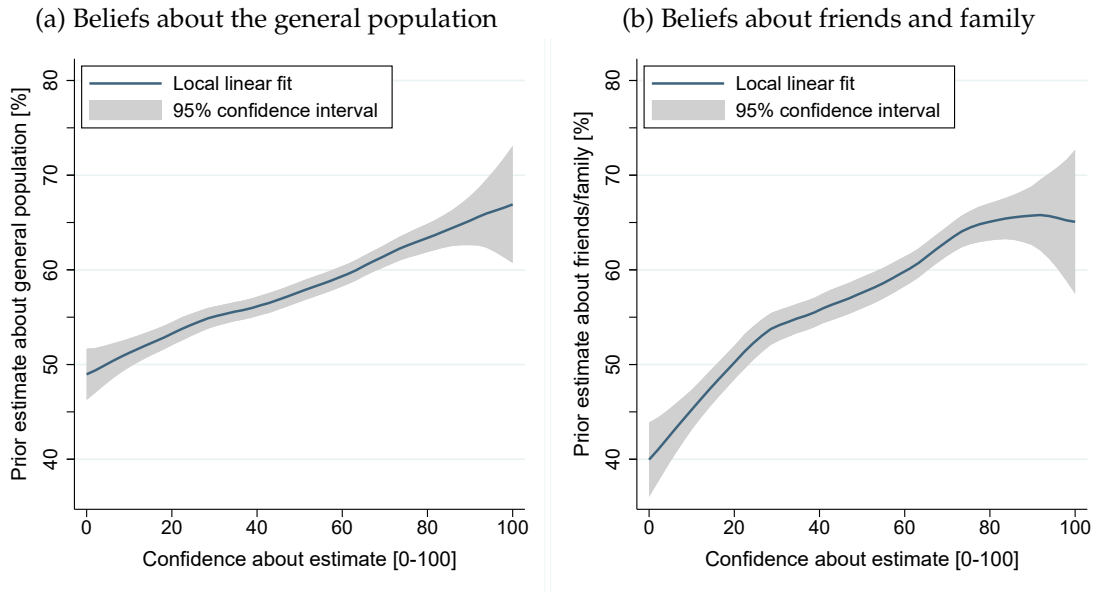 (a) Beliefs about the general population
Local linear fit
95% confidence interval
Prior estimate about general population [%]
80
70
60
50
40
0 20 40 60 80 100
Confidence about estimate [0-100]
(b) Beliefs about friends and family
Local linear fit
95% confidence interval
Prior estimate about friends/family [%]
80
70
60
50
40
0 20 40 60 80 100
Confidence about estimate [0-100]